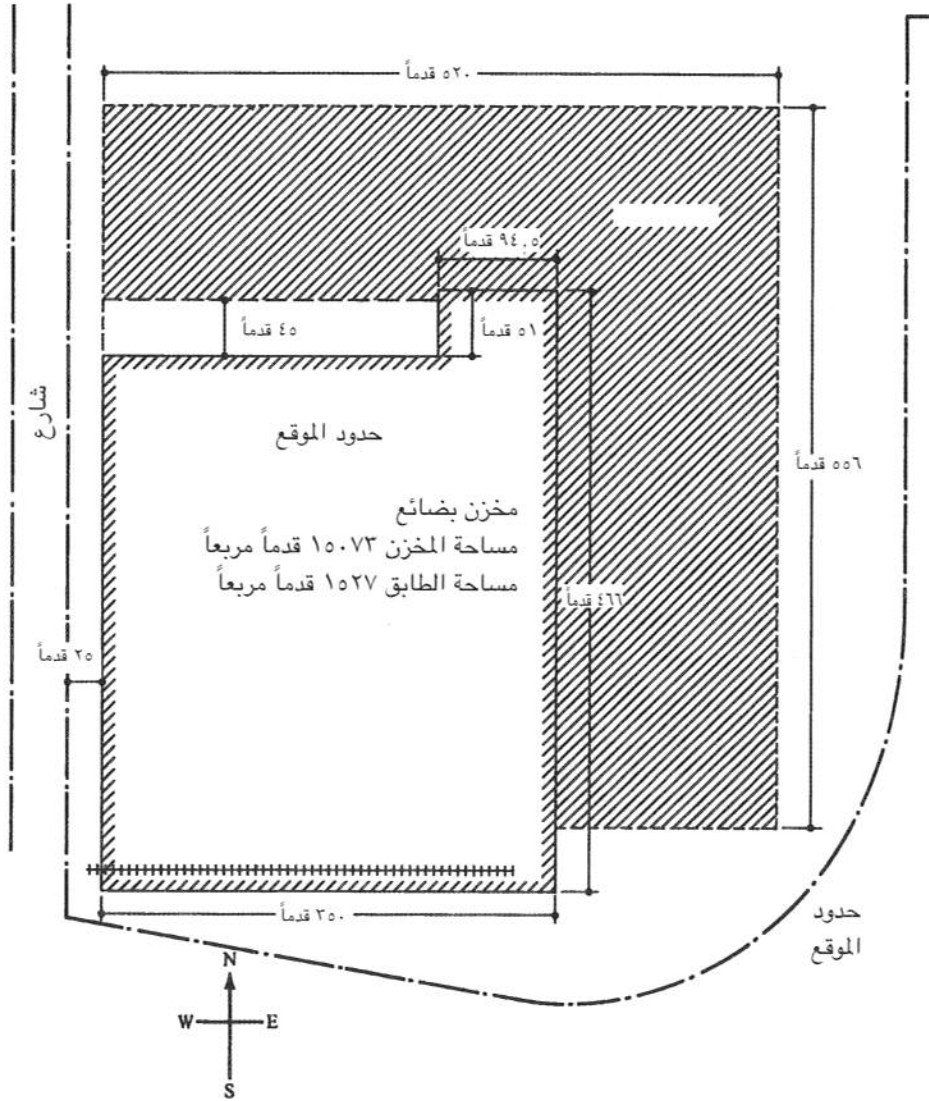 ٥٢٠ قدماً
٩٤.٥ قدماً
٤٥ قدماً
٥١ قدماً
شارع
حدود الموقع
٥٥٦ قدماً
مخزن بضائع
مساحة المخزن ١٥٠٧٣ قدماً مربعاً
مساحة الطابق ١٥٢٧ قدماً مربعاً
٤٦٦ قدماً
٢٥ قدماً
٣٥٠ قدماً
حدود
الموقع
N
W E
S